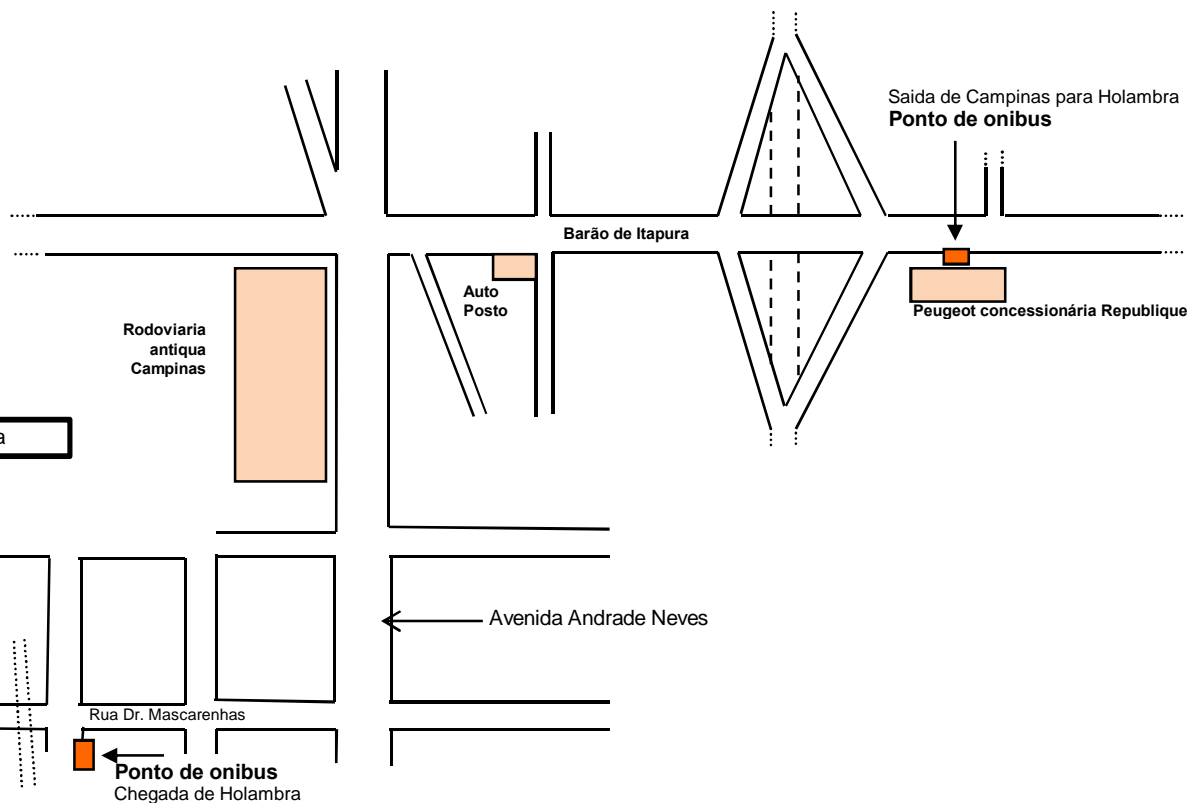 Saida de Campinas para Holambra
Ponto de onibus
Barão de Itapura
Auto
Posto
Peugeot concessionária Republique
Rodoviaria
antiqua
Campinas
a
Avenida Andrade Neves
Rua Dr. Mascarenhas
Ponto de onibus
Chegada de Holambra